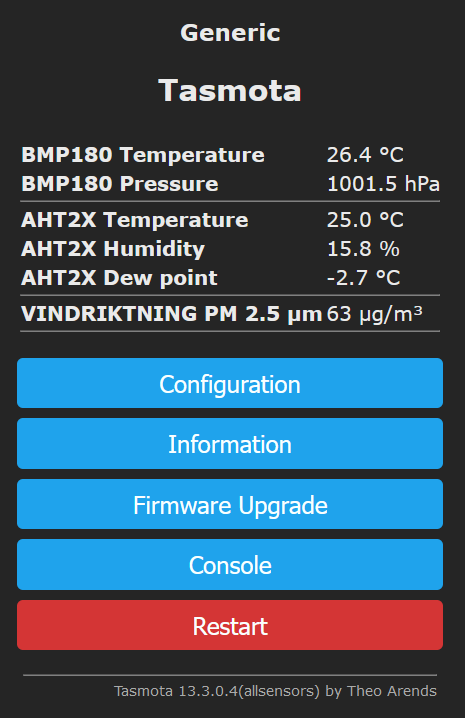 Generic
Tasmota
BMP180 Temperature 26.4 °C
BMP180 Pressure 1001.5 hPa
AHT2X Temperature 25.0 °C
AHT2X Humidity 15.8 %
AHT2X Dew point -2.7 °C
VINDRIKTNING PM 2.5 µm 63 µg/m³
Configuration
Information
Firmware Upgrade
Console
Restart
Tasmota 13.3.0.4(allsensors) by Theo Arends